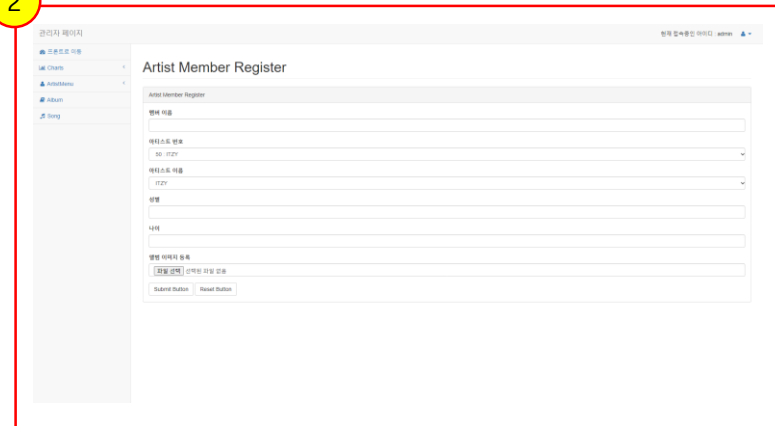 2
관리자 페이지
현재 접속중인 아이디 : admin
프론트로 이동
Charts
ArtistMenu
Album
Song
Artist Member Register
Artist Member Register
멤버 이름
아티스트 번호
50 : ITZY
아티스트 이름
ITZY
성별
나이
앨범 이미지 등록
파일 선택 선택된 파일 없음
Submit Button Reset Button